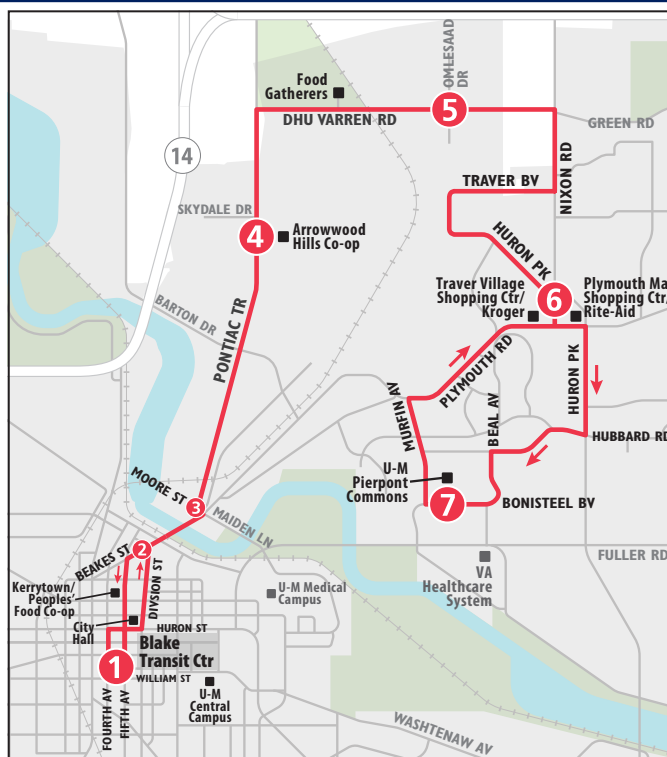 OMLESAAD
DR
Food
Gatherers
5
DHU VARREN RD
GREEN RD
14
NIXON RD
TRAVER BV
SKYDALE DR
4
Arrowwood
Hills Co-op
HURON PK
Traver Village
Shopping Ctr/
Kroger
6
Plymouth Ma
Shopping Ctr/
Rite-Aid
BARTON DR
PONTIAC TR
PLYMOUTH RD
HURON PK
MURFIN AV
BEAL AV
HUBBARD RD
U-M
Pierpont
Commons
7
BONISTEEL BV
MOORE ST
3
MAIDEN LN
BEAKES ST
2
FULLER RD
VA
Healthcare
System
Kerrytown/
Peoples'
Food Co-op
DIVSION ST
U-M Medical
Campus
City
Hall
HURON ST
Blake
Transit Ctr
1
WILLIAM ST
FOURTH AV
FIFTH AV
U-M
Central
Campus
WASHTENAW AV